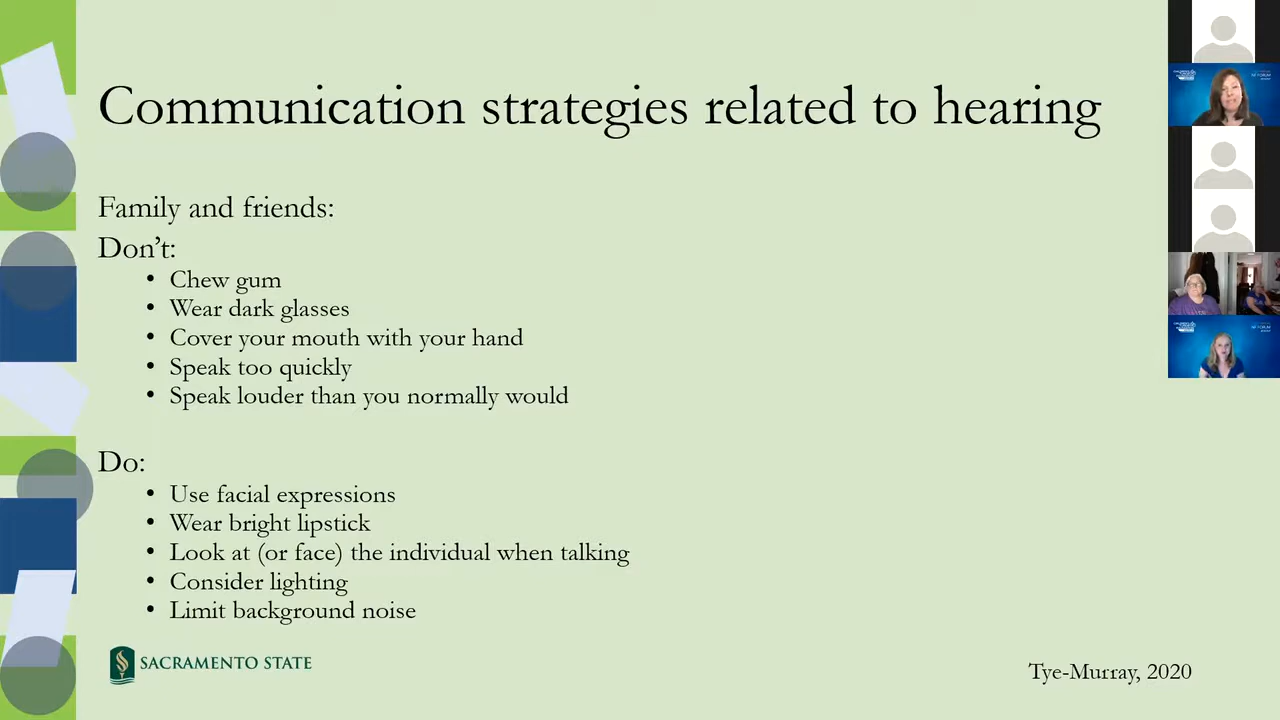 Communication strategies related to hearing
Family and friends:
Don't:
• Chew gum
• Wear dark glasses
• Cover your mouth with your hand
• Speak too quickly
• Speak louder than you normally would
Do:
• Use facial expressions
• Wear bright lipstick
• Look at (or face) the individual when talking
• Consider lighting
• Limit background noise
SACRAMENTO STATE
Tye-Murray, 2020